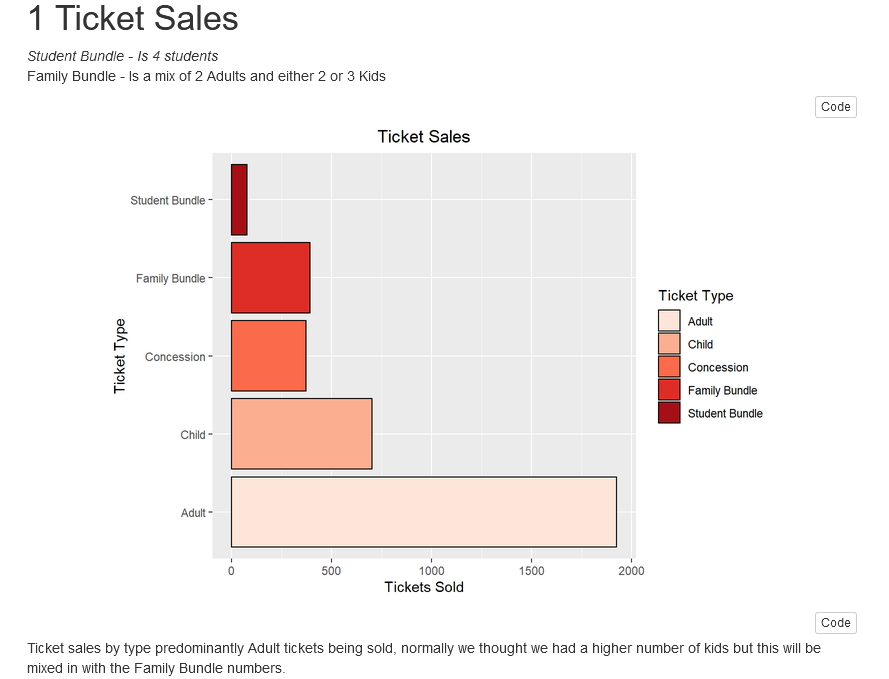 1 Ticket Sales
Student Bundle - Is 4 students
Family Bundle - Is a mix of 2 Adults and either 2 or 3 Kids
Code
Ticket Sales
Student Bundle
Family Bundle
Concession
Child
Adult
Ticket Type
0 500 1000 1500 2000
Tickets Sold
Ticket Type
Adult
Child
Concession
Family Bundle
Student Bundle
Code
Ticket sales by type predominantly Adult tickets being sold, normally we thought we had a higher number of kids but this will be
mixed in with the Family Bundle numbers.